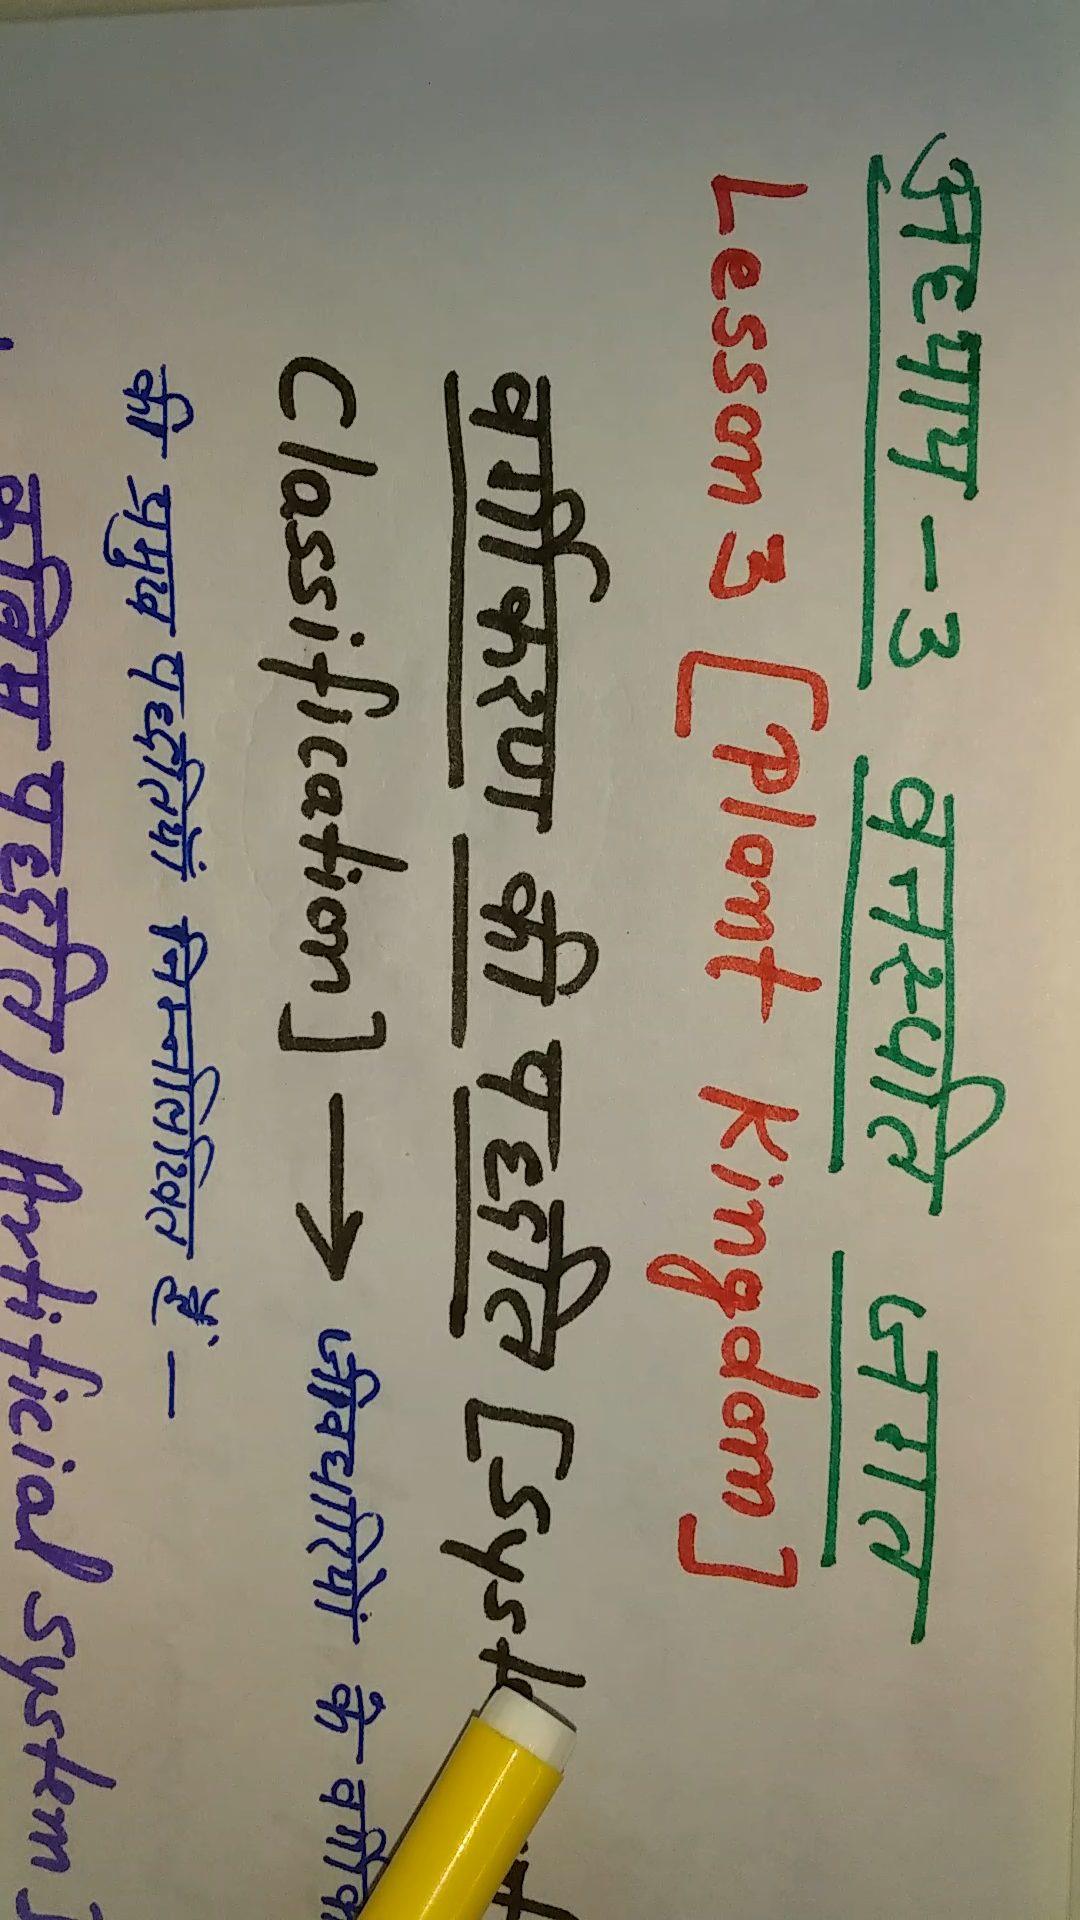 अध्याय-3 वनस्पति जगत
Lesson 3 [Plant Kingdom]
वर्गीकरण की पद्धति [Syst
Classification] → जीवधारियों के
की प्रमुख पद्धतियां निम्नलिखित हैं -
कृत्रिम पद्धति [Artificial System]